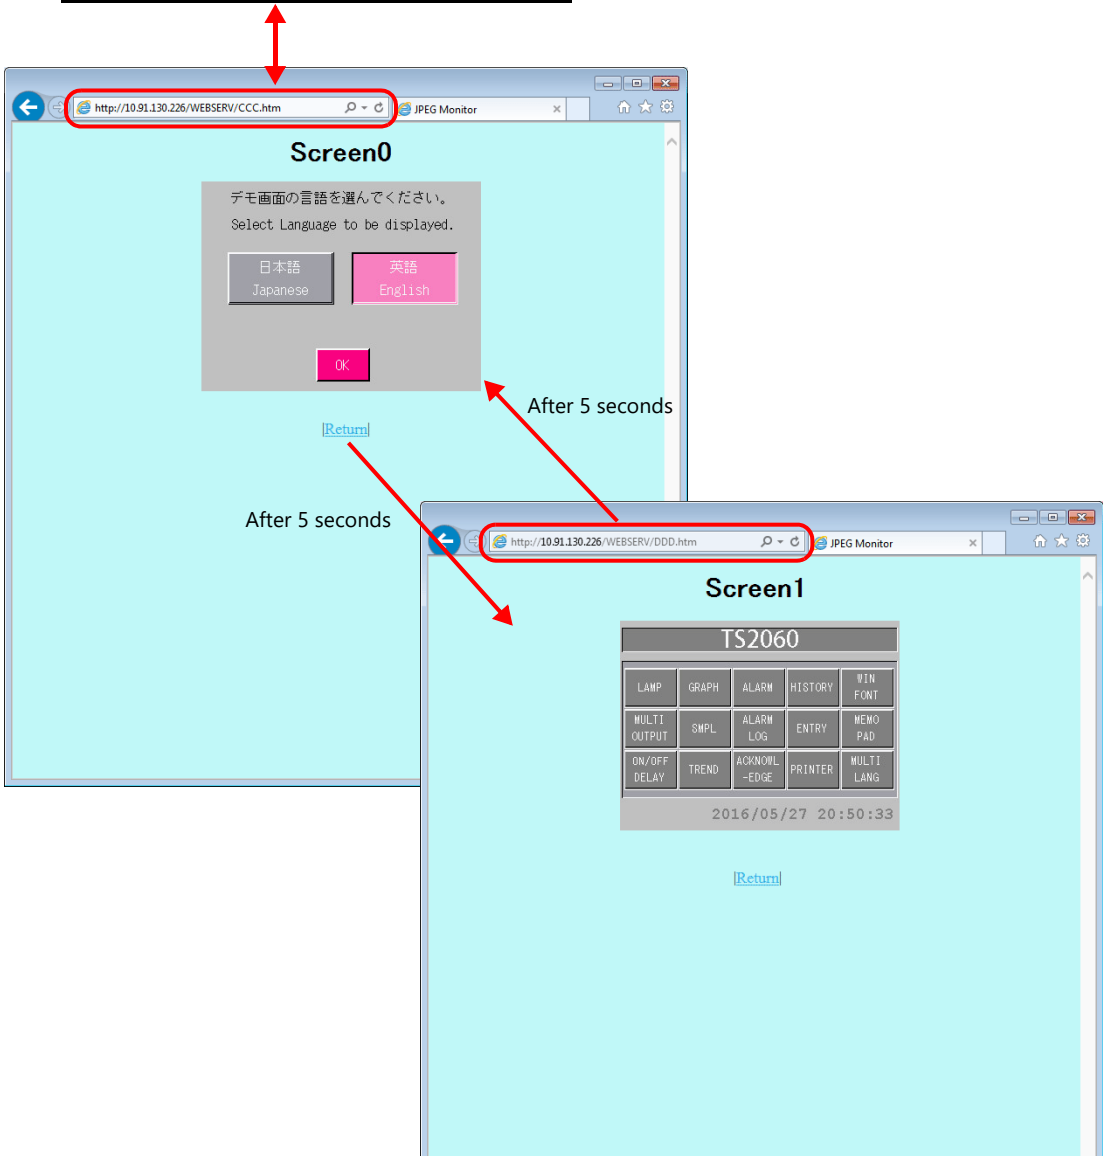 http://10.91.130.226/WEBSERV/CCC.htm
JPEG Monitor
Screen0
デモ画面の言語を選んでください。
Select Language to be displayed.
日本語
Japanese
英語
English
OK
After 5 seconds
|Return|
After 5 seconds
http://10.91.130.226/WEBSERV/DDD.htm
JPEG Monitor
Screen1
TS2060
LAMP
GRAPH
ALARM
HISTORY
WIN
FONT
MULTI
OUTPUT
SMPL
ALARM
LOG
ENTRY
MEMO
PAD
ON/OFF
DELAY
TREND
ACKNOWL
-EDGE
PRINTER
MULTI
LANG
2016/05/27 20:50:33
|Return|